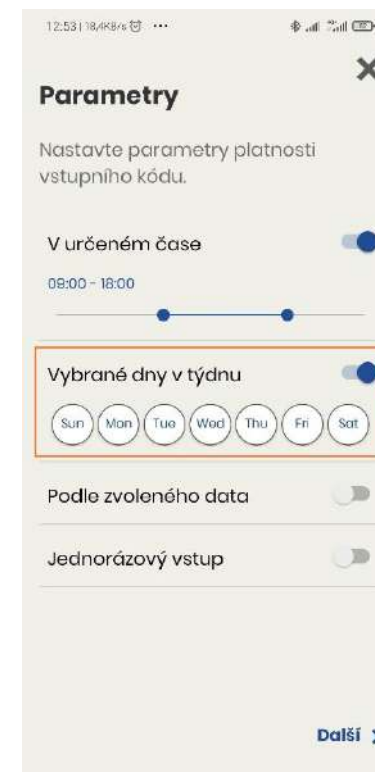 12:53 | 18,4KB/s
Parametry
Nastavte parametry platnosti
vstupního kódu.
V určeném čase
09:00 - 18:00
Vybrané dny v týdnu
Sun Mon Tue Wed Thu Fri Sat
Podle zvoleného data
Jednorázový vstup
Další